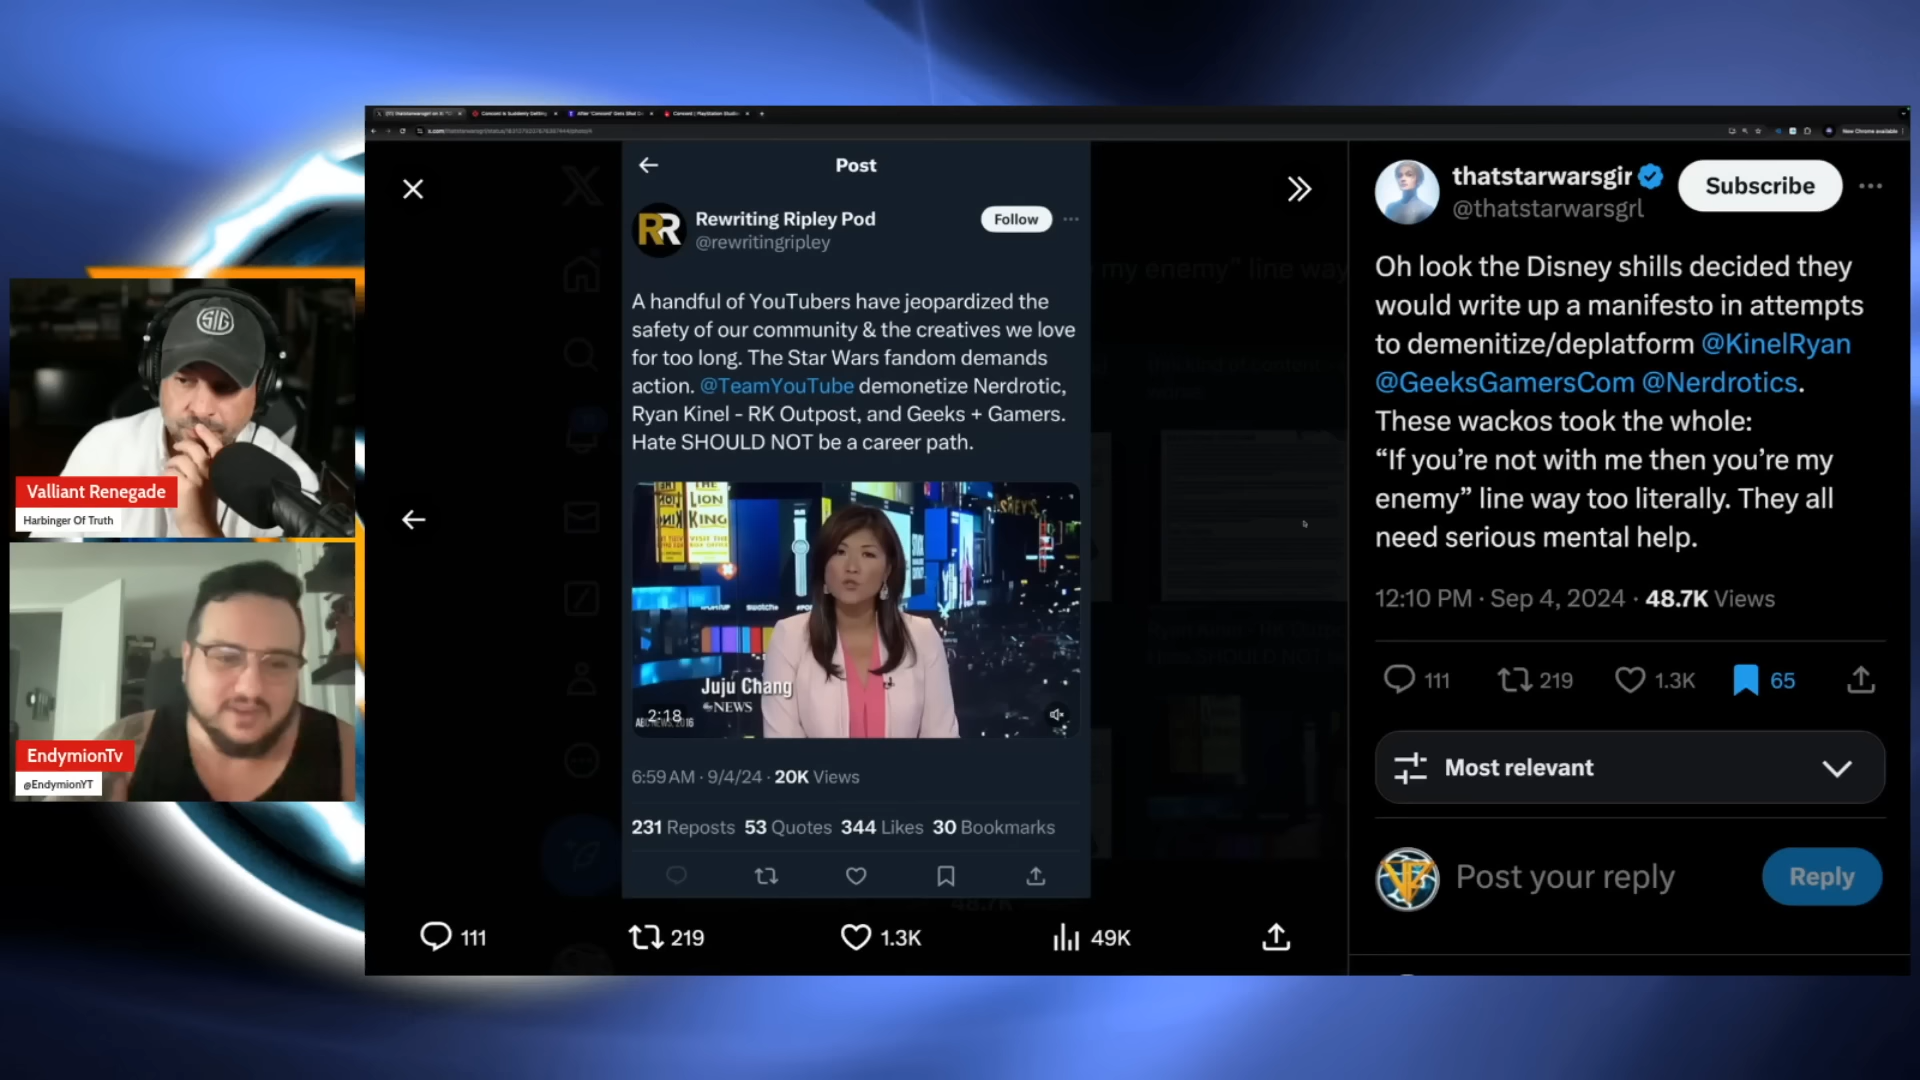 Post
RR
Rewriting Ripley Pod
@rewritingripley
Follow
A handful of YouTubers have jeopardized the
safety of our community & the creatives we love
for too long. The Star Wars fandom demands
action. @TeamYouTube demonetize Nerdrotic,
Ryan Kinel - RK Outpost, and Geeks + Gamers.
Hate SHOULD NOT be a career path.
THE
LION
KING
Juju Chang
NEWS
2:18
6:59 AM · 9/4/24 · 20K Views
231 Reposts 53 Quotes 344 Likes 30 Bookmarks
111
219
1.3K
49K
thatstarwarsgir
@thatstarwarsgrl
Subscribe
Oh look the Disney shills decided they
would write up a manifesto in attempts
to demenitize/deplatform @KinelRyan
@GeeksGamersCom @Nerdrotics.
These wackos took the whole:
“If you’re not with me then you’re my
enemy” line way too literally. They all
need serious mental help.
12:10 PM · Sep 4, 2024 · 48.7K Views
111
219
1.3K
65
Most relevant
Post your reply
Reply
SIG
Valliant Renegade
Harbinger Of Truth
EndymionTv
@EndymionYT